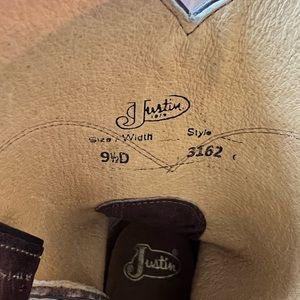 Justin
1879
Size / Width Style
9½D 3162
Justin